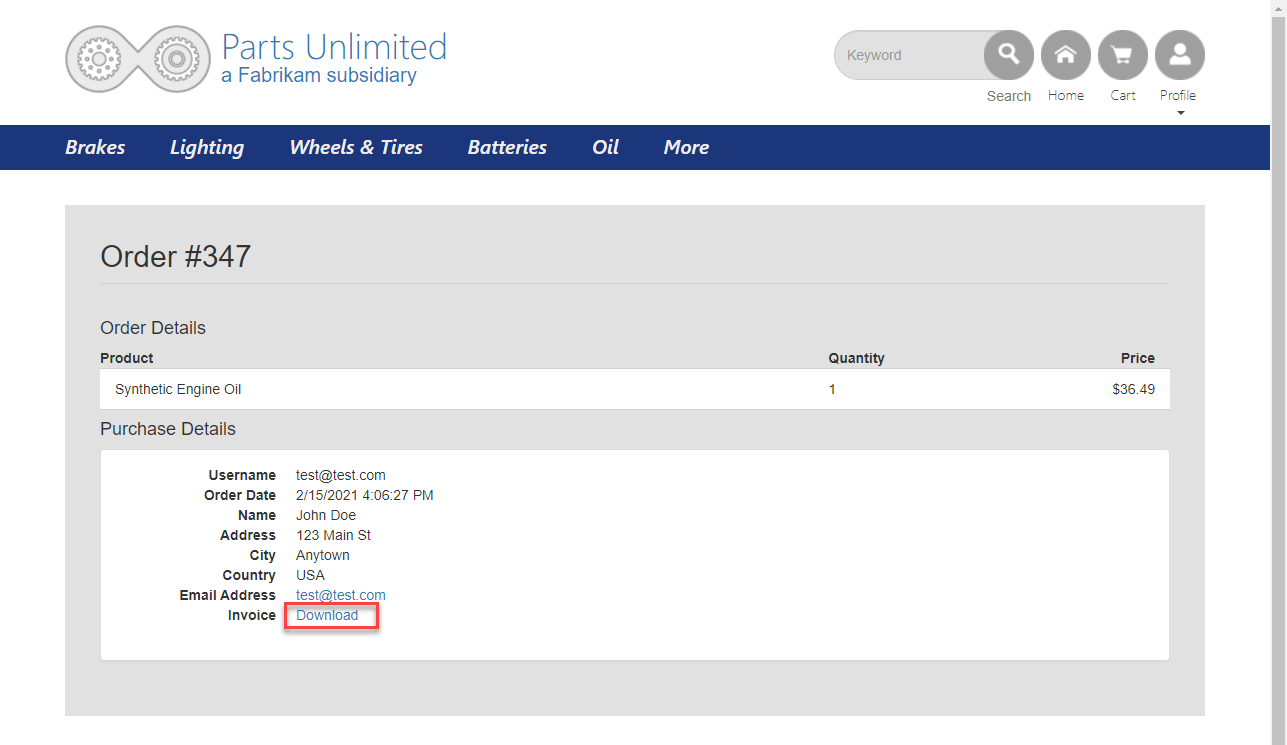 Parts Unlimited
a Fabrikam subsidiary
Keyword
Search Home Cart Profile
Brakes Lighting Wheels & Tires Batteries Oil More
Order #347
Order Details
Product Quantity Price
Synthetic Engine Oil 1 $36.49
Purchase Details
Username test@test.com
Order Date 2/15/2021 4:06:27 PM
Name John Doe
Address 123 Main St
City Anytown
Country USA
Email Address test@test.com
Invoice Download